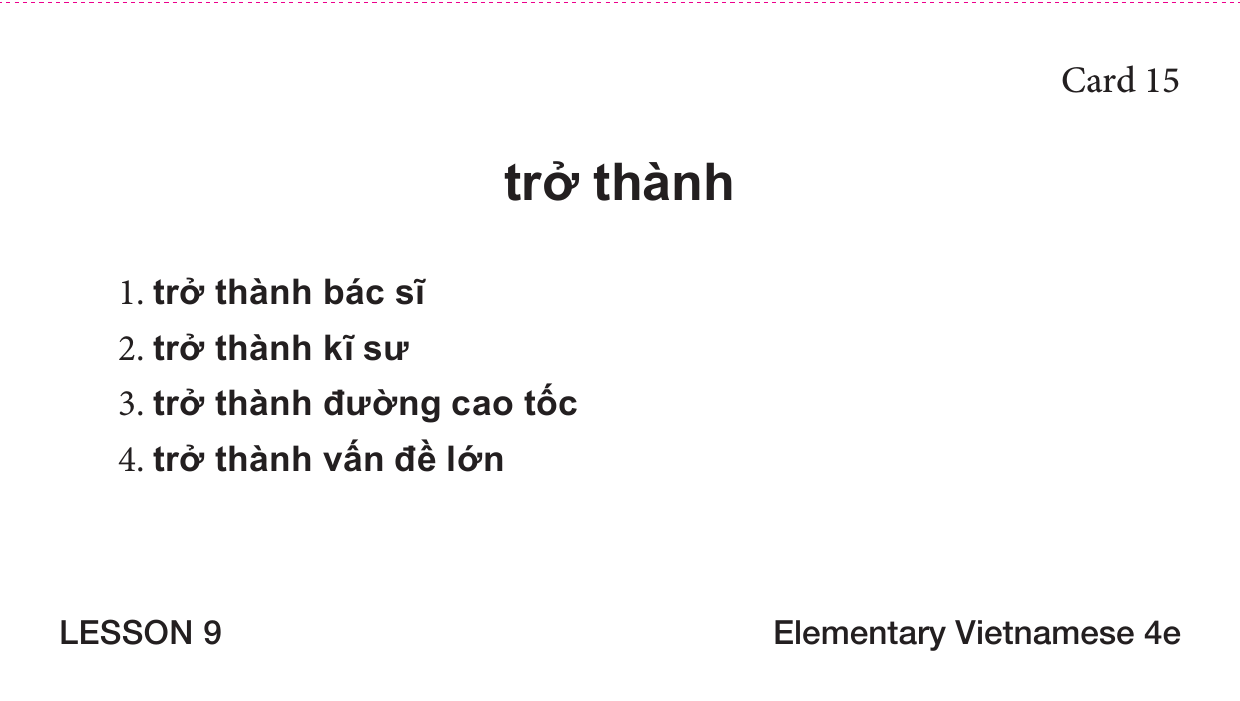 Card 15
trở thành
1. trở thành bác sĩ
2. trở thành kĩ sư
3. trở thành đường cao tốc
4. trở thành vấn đề lớn
LESSON 9
Elementary Vietnamese 4e